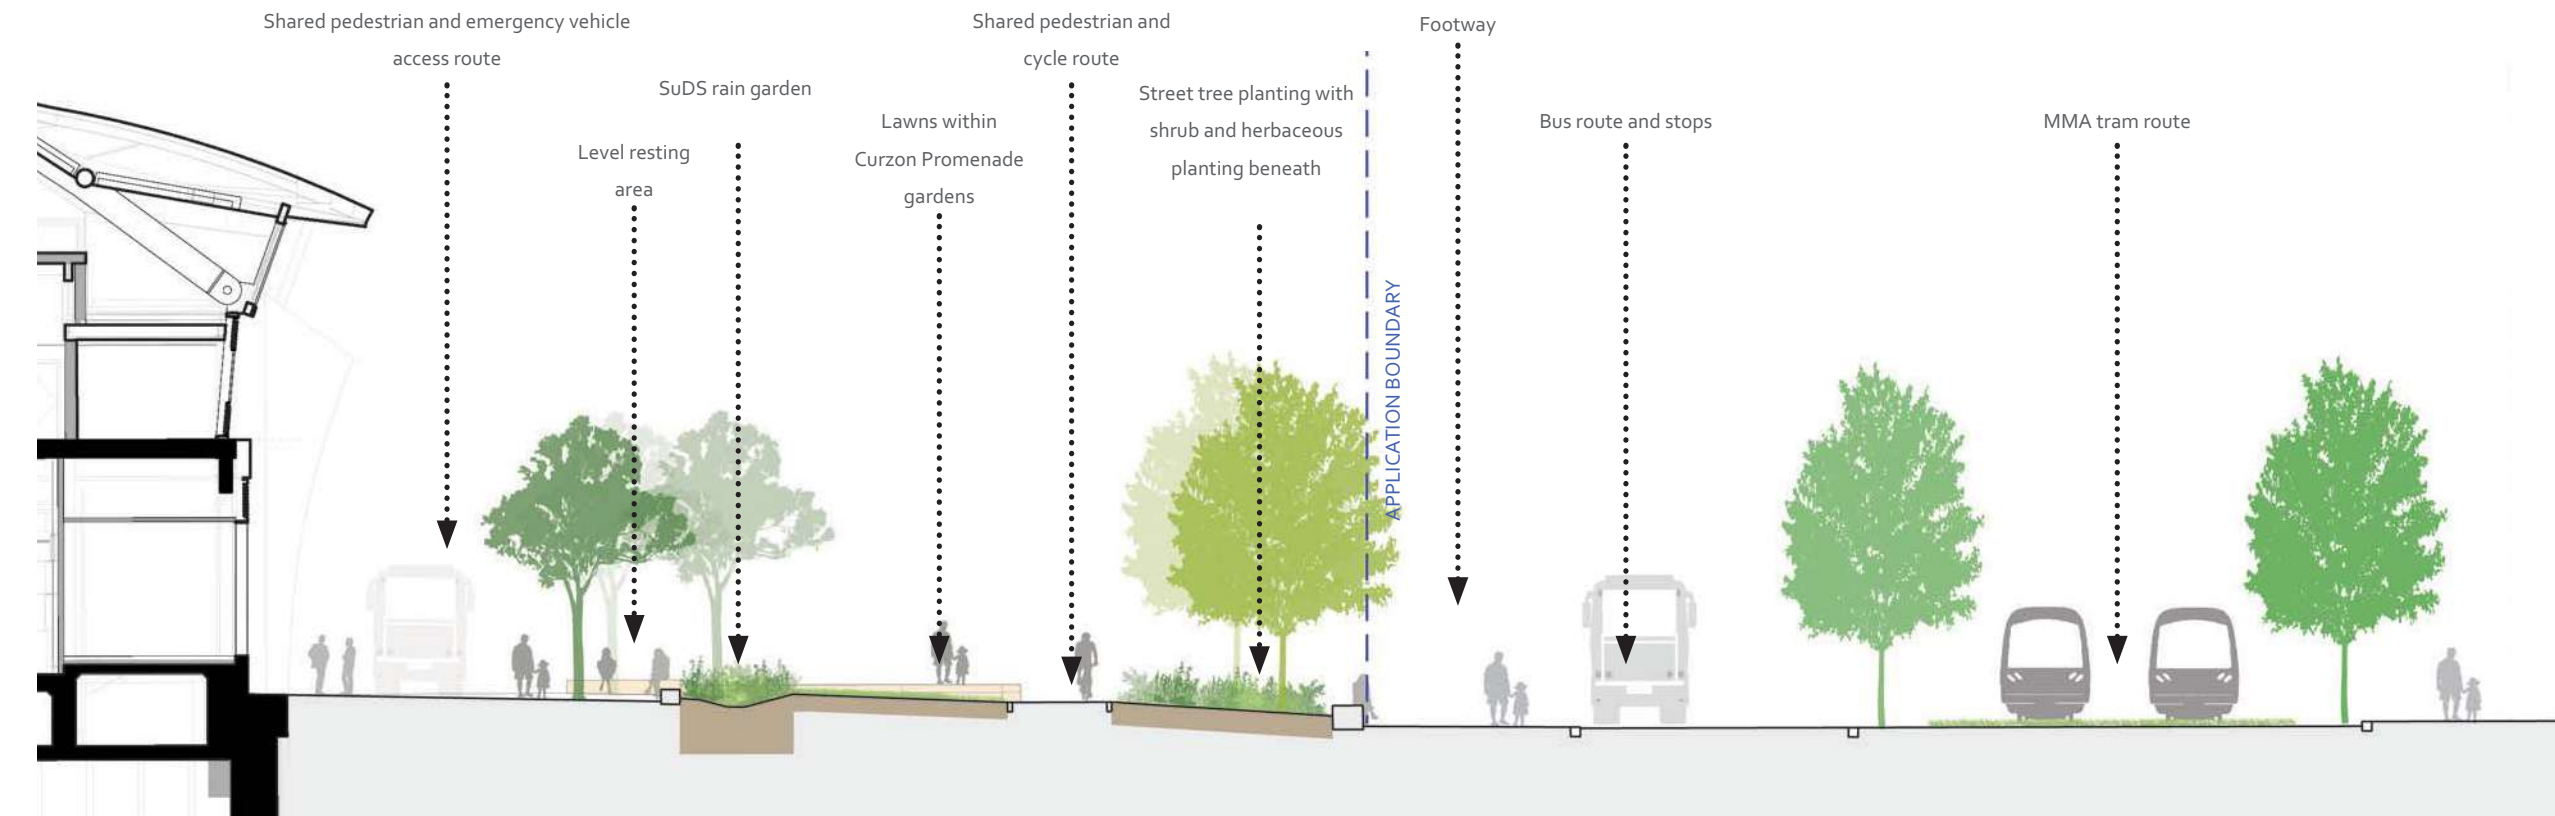 Shared pedestrian and emergency vehicle
access route
Level resting
area
SuDS rain garden
Lawns within
Curzon Promenade
gardens
Shared pedestrian and
cycle route
Street tree planting with
shrub and herbaceous
planting beneath
APPLICATION BOUNDARY
Footway
Bus route and stops
MMA tram route